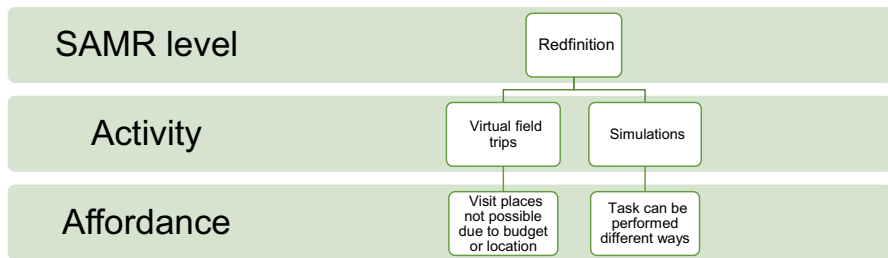 SAMR level
Redfinition
Activity
Virtual field
trips
Simulations
Affordance
Visit places
not possible
due to budget
or location
Task can be
performed
different ways